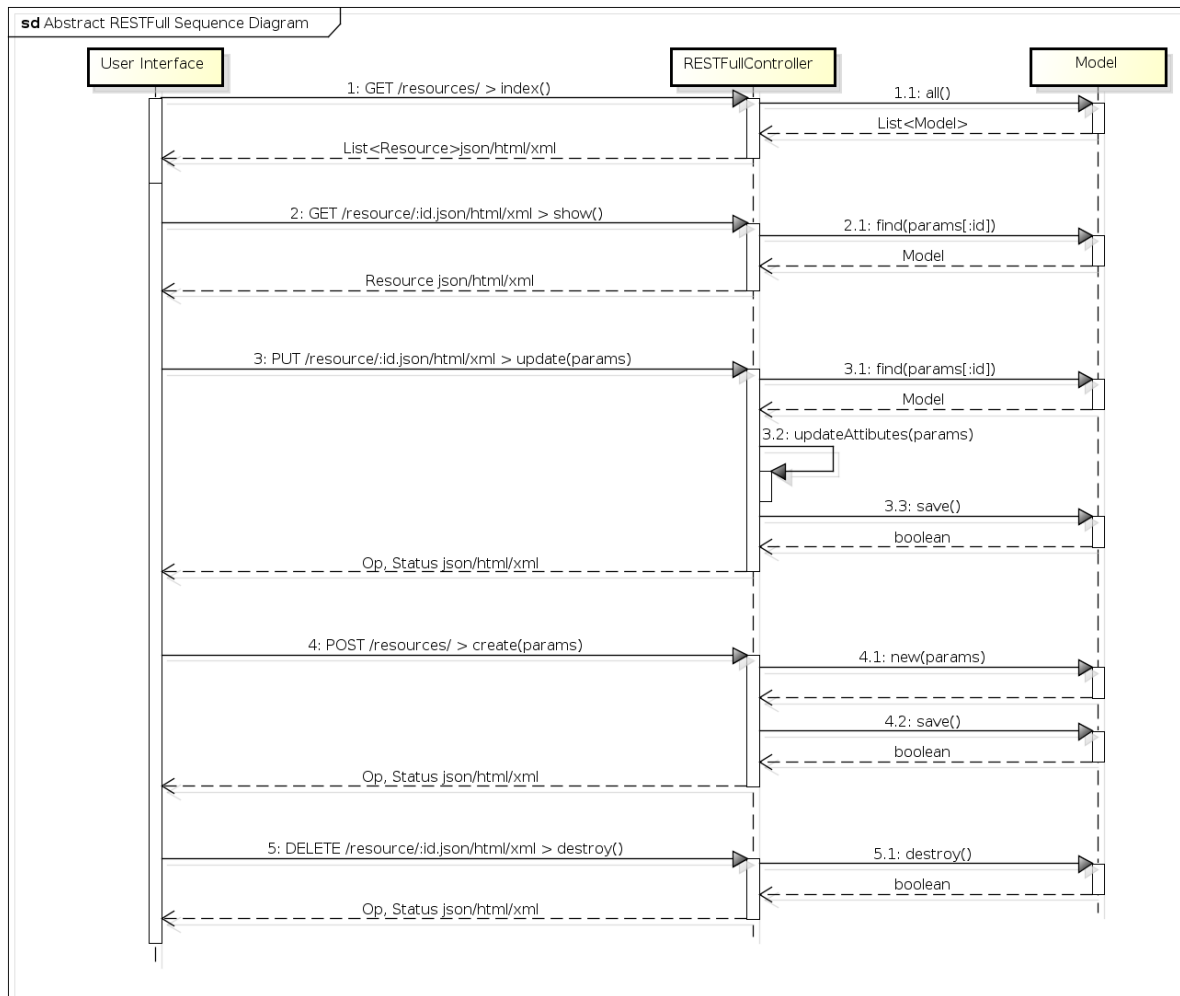 sd Abstract RESTFull Sequence Diagram
User Interface
RESTFullController
Model
1: GET /resources/ > index()
1.1: all()
List<Model>
List<Resource>json/html/xml
2: GET /resource/:id.json/html/xml > show()
2.1: find(params[:id])
Model
Resource json/html/xml
3: PUT /resource/:id.json/html/xml > update(params)
3.1: find(params[:id])
Model
3.2: updateAttibutes(params)
3.3: save()
boolean
Op, Status json/html/xml
4: POST /resources/ > create(params)
4.1: new(params)
4.2: save()
boolean
Op, Status json/html/xml
5: DELETE /resource/:id.json/html/xml > destroy()
5.1: destroy()
boolean
Op, Status json/html/xml